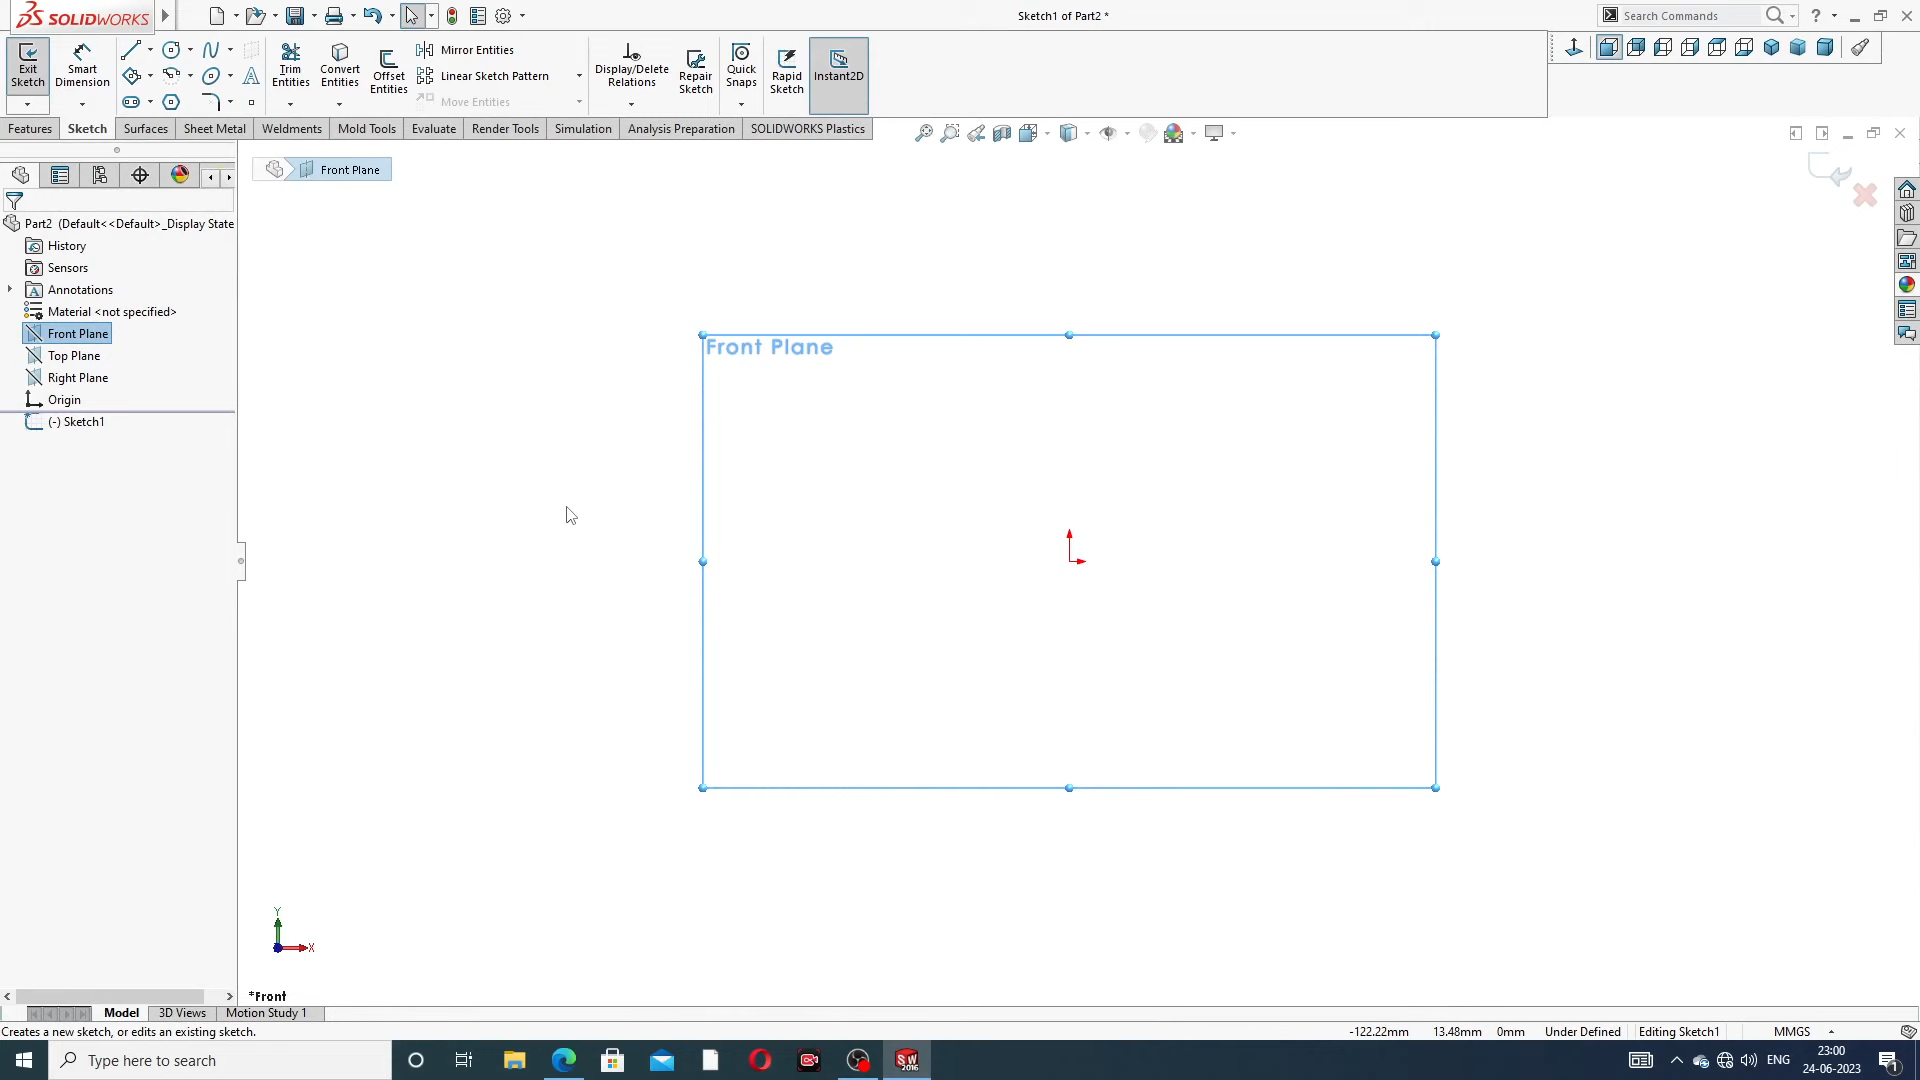 SOLIDWORKS
Sketch1 of Part2 *
Search Commands
Exit Sketch
Smart Dimension
Trim Entities
Convert Entities
Offset Entities
Mirror Entities
Linear Sketch Pattern
Move Entities
Display/Delete Relations
Repair Sketch
Quick Snaps
Rapid Sketch
Instant2D
Features
Sketch
Surfaces
Sheet Metal
Weldments
Mold Tools
Evaluate
Render Tools
Simulation
Analysis Preparation
SOLIDWORKS Plastics
Front Plane
Part2 (Default<<Default>_Display State
History
Sensors
Annotations
Material <not specified>
Front Plane
Top Plane
Right Plane
Origin
(-) Sketch1
Front Plane
Y
X
*Front
Model
3D Views
Motion Study 1
Creates a new sketch, or edits an existing sketch.
-122.22mm
13.48mm
0mm
Under Defined
Editing Sketch1
MMGS
Type here to search
SW
2016
ENG
23:00
24-06-2023
1